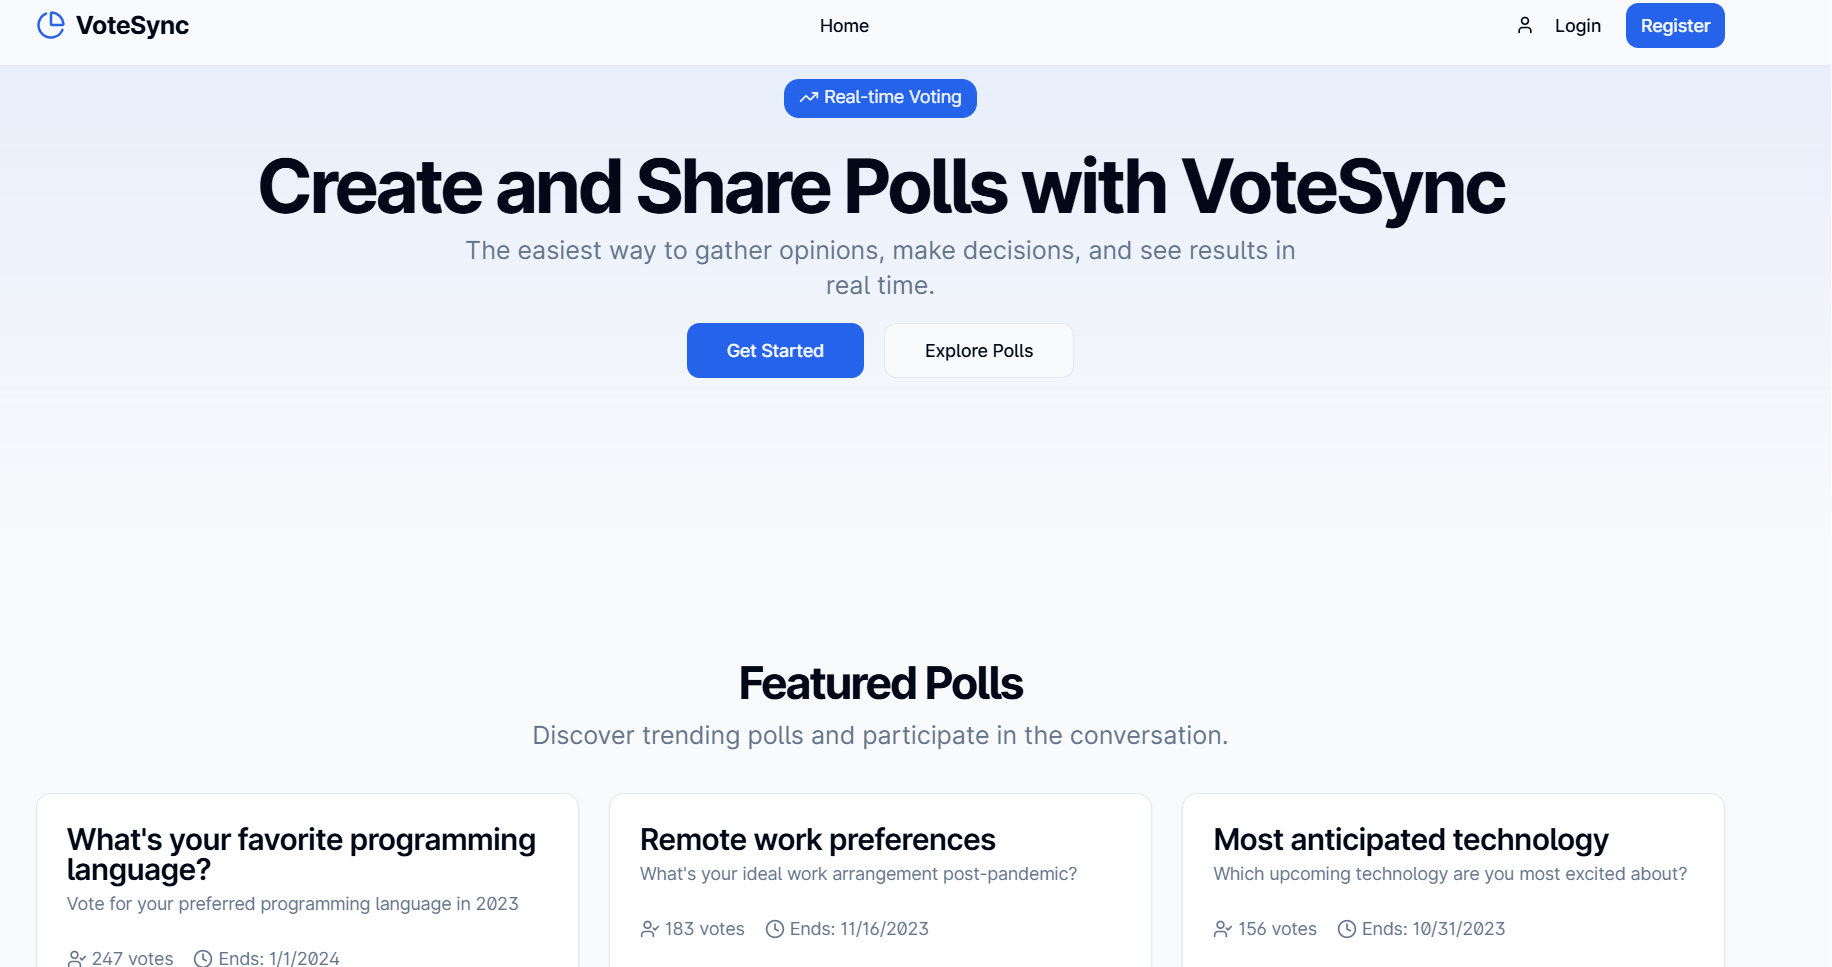 VoteSync
Home
Login
Register
Real-time Voting
Create and Share Polls with VoteSync
The easiest way to gather opinions, make decisions, and see results in
real time.
Get Started
Explore Polls
Featured Polls
Discover trending polls and participate in the conversation.
What's your favorite programming
language?
Vote for your preferred programming language in 2023
247 votes
Ends: 1/1/2024
Remote work preferences
What's your ideal work arrangement post-pandemic?
183 votes
Ends: 11/16/2023
Most anticipated technology
Which upcoming technology are you most excited about?
156 votes
Ends: 10/31/2023